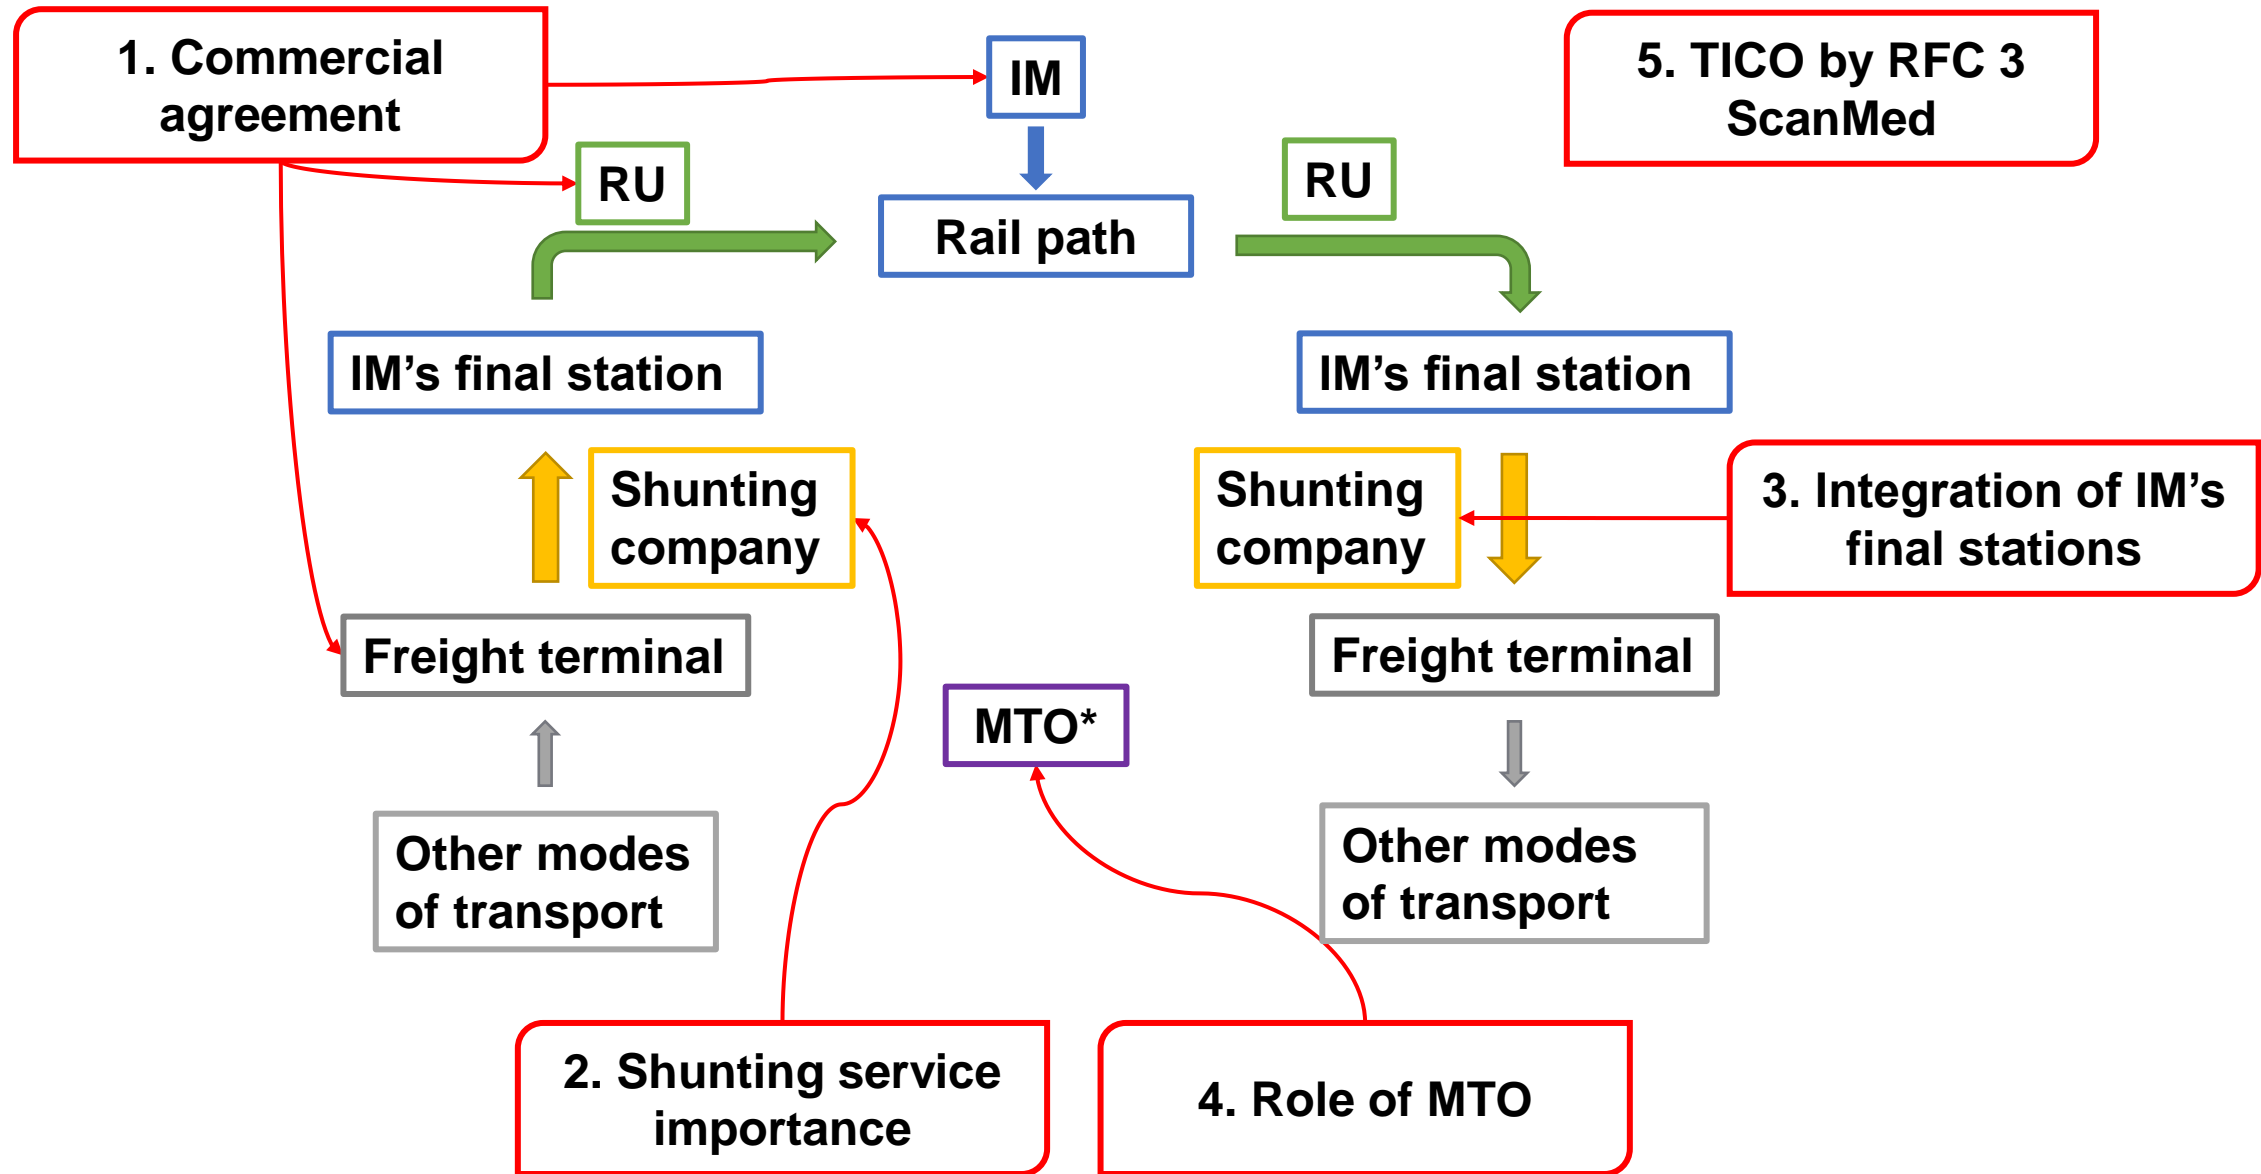 1. Commercial
agreement
IM
5. TICO by RFC 3
ScanMed
RU
RU
Rail path
IM’s final station
IM’s final station
Shunting
company
Shunting
company
3. Integration of IM’s
final stations
Freight terminal
Freight terminal
MTO*
Other modes
of transport
Other modes
of transport
2. Shunting service
importance
4. Role of MTO